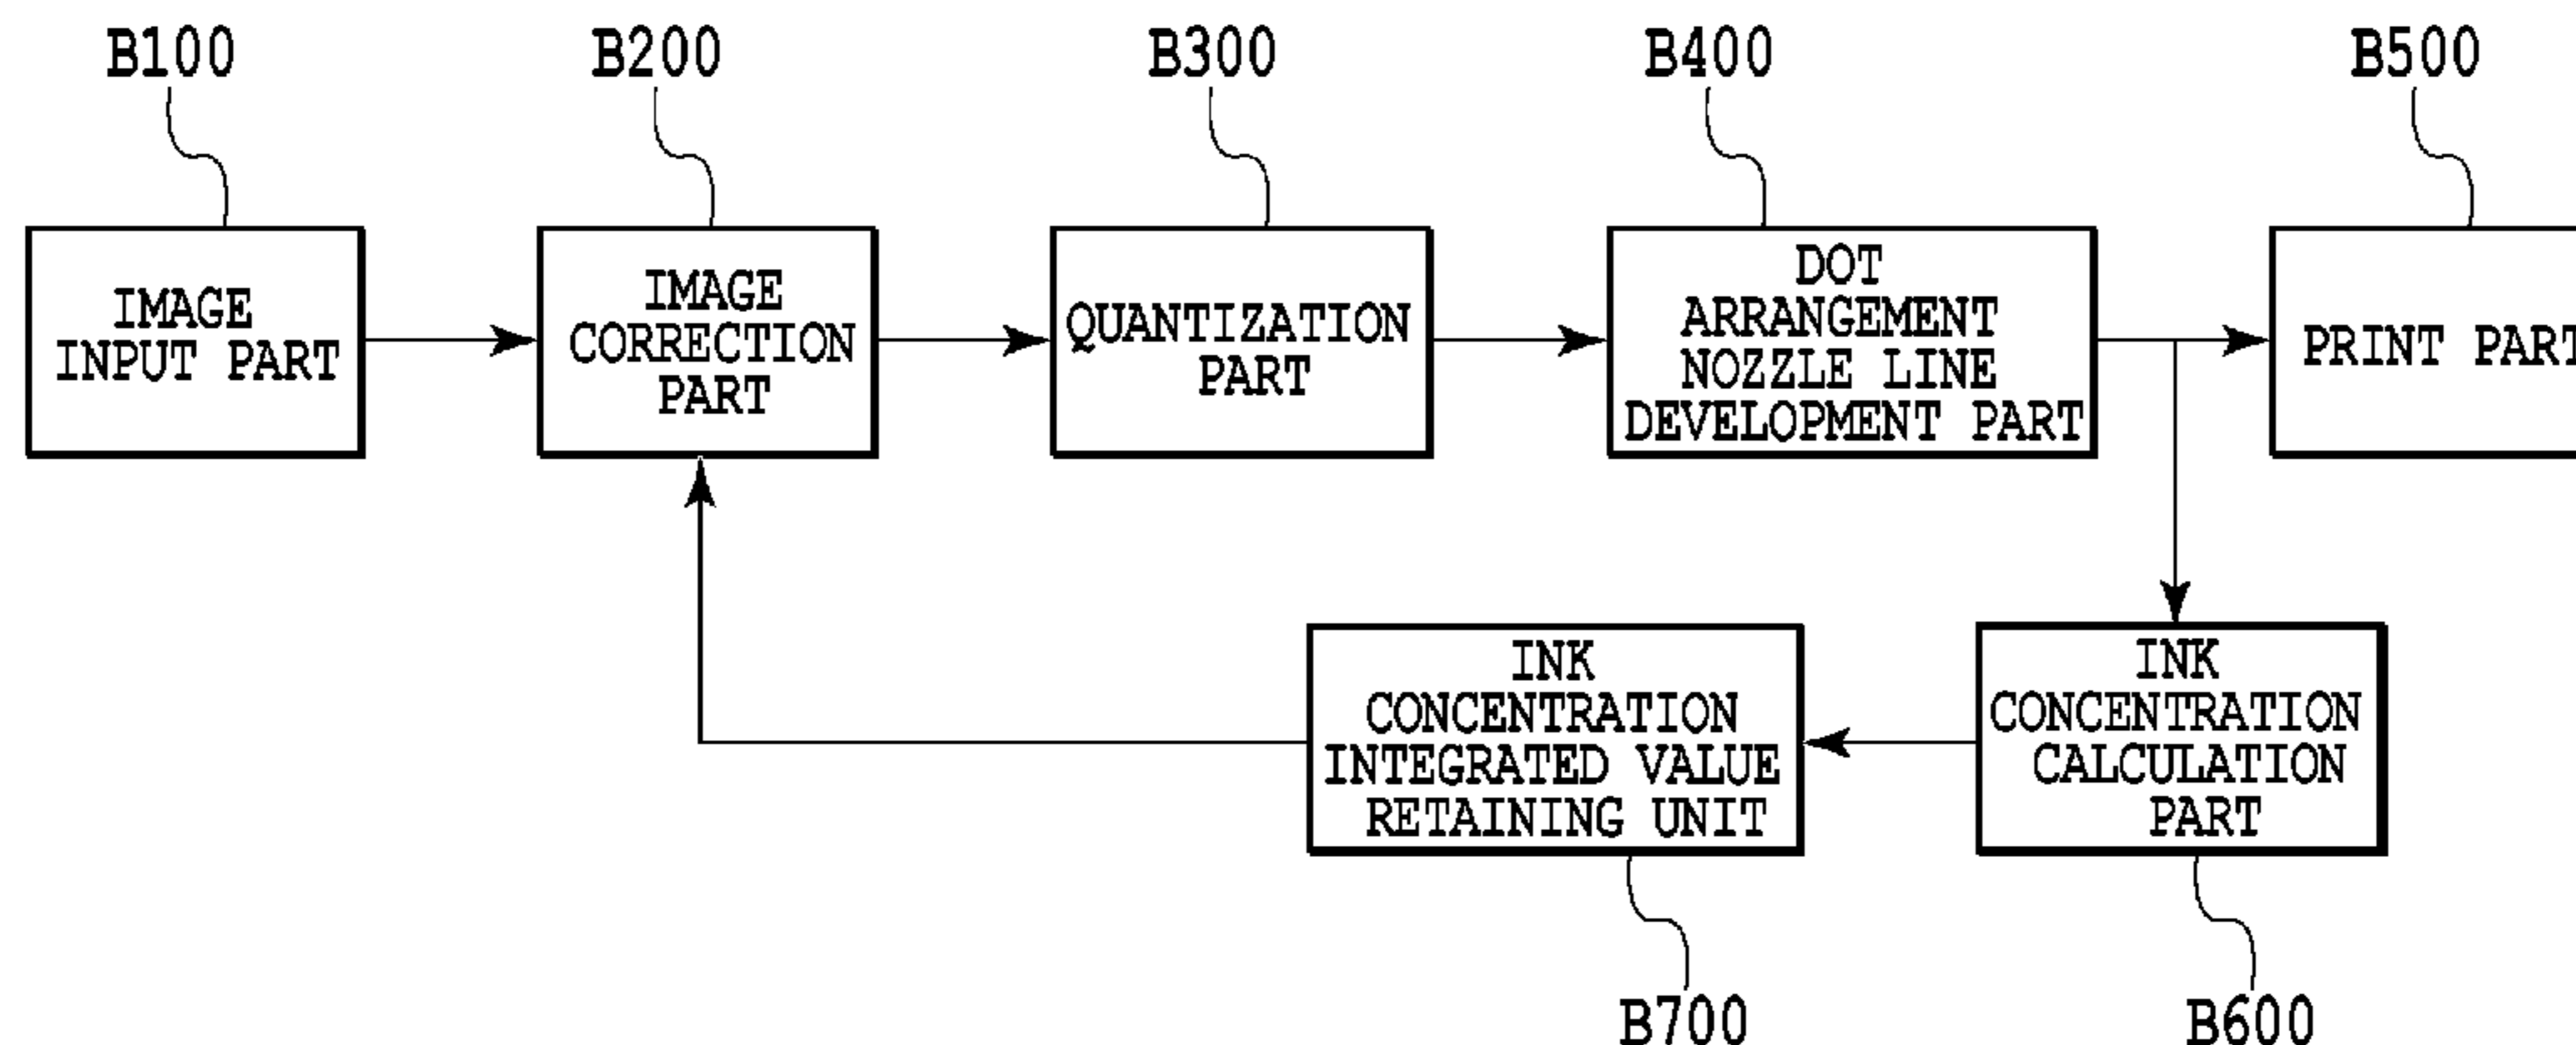 B100
B200
B300
B400
B500
IMAGE
INPUT PART
IMAGE
CORRECTION
PART
QUANTIZATION
PART
DOT
ARRANGEMENT
NOZZLE LINE
DEVELOPMENT PART
PRINT PART
INK
CONCENTRATION
INTEGRATED VALUE
RETAINING UNIT
INK
CONCENTRATION
CALCULATION
PART
B700
B600